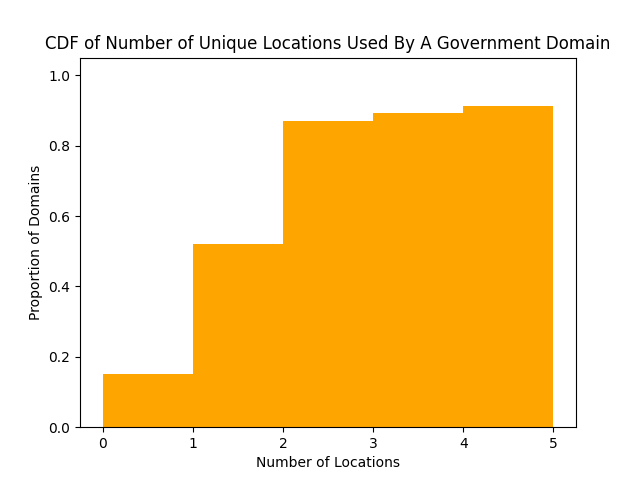 CDF of Number of Unique Locations Used By A Government Domain
1.0
0.8
0.6
0.4
0.2
0.0
Proportion of Domains
0 1 2 3 4 5
Number of Locations